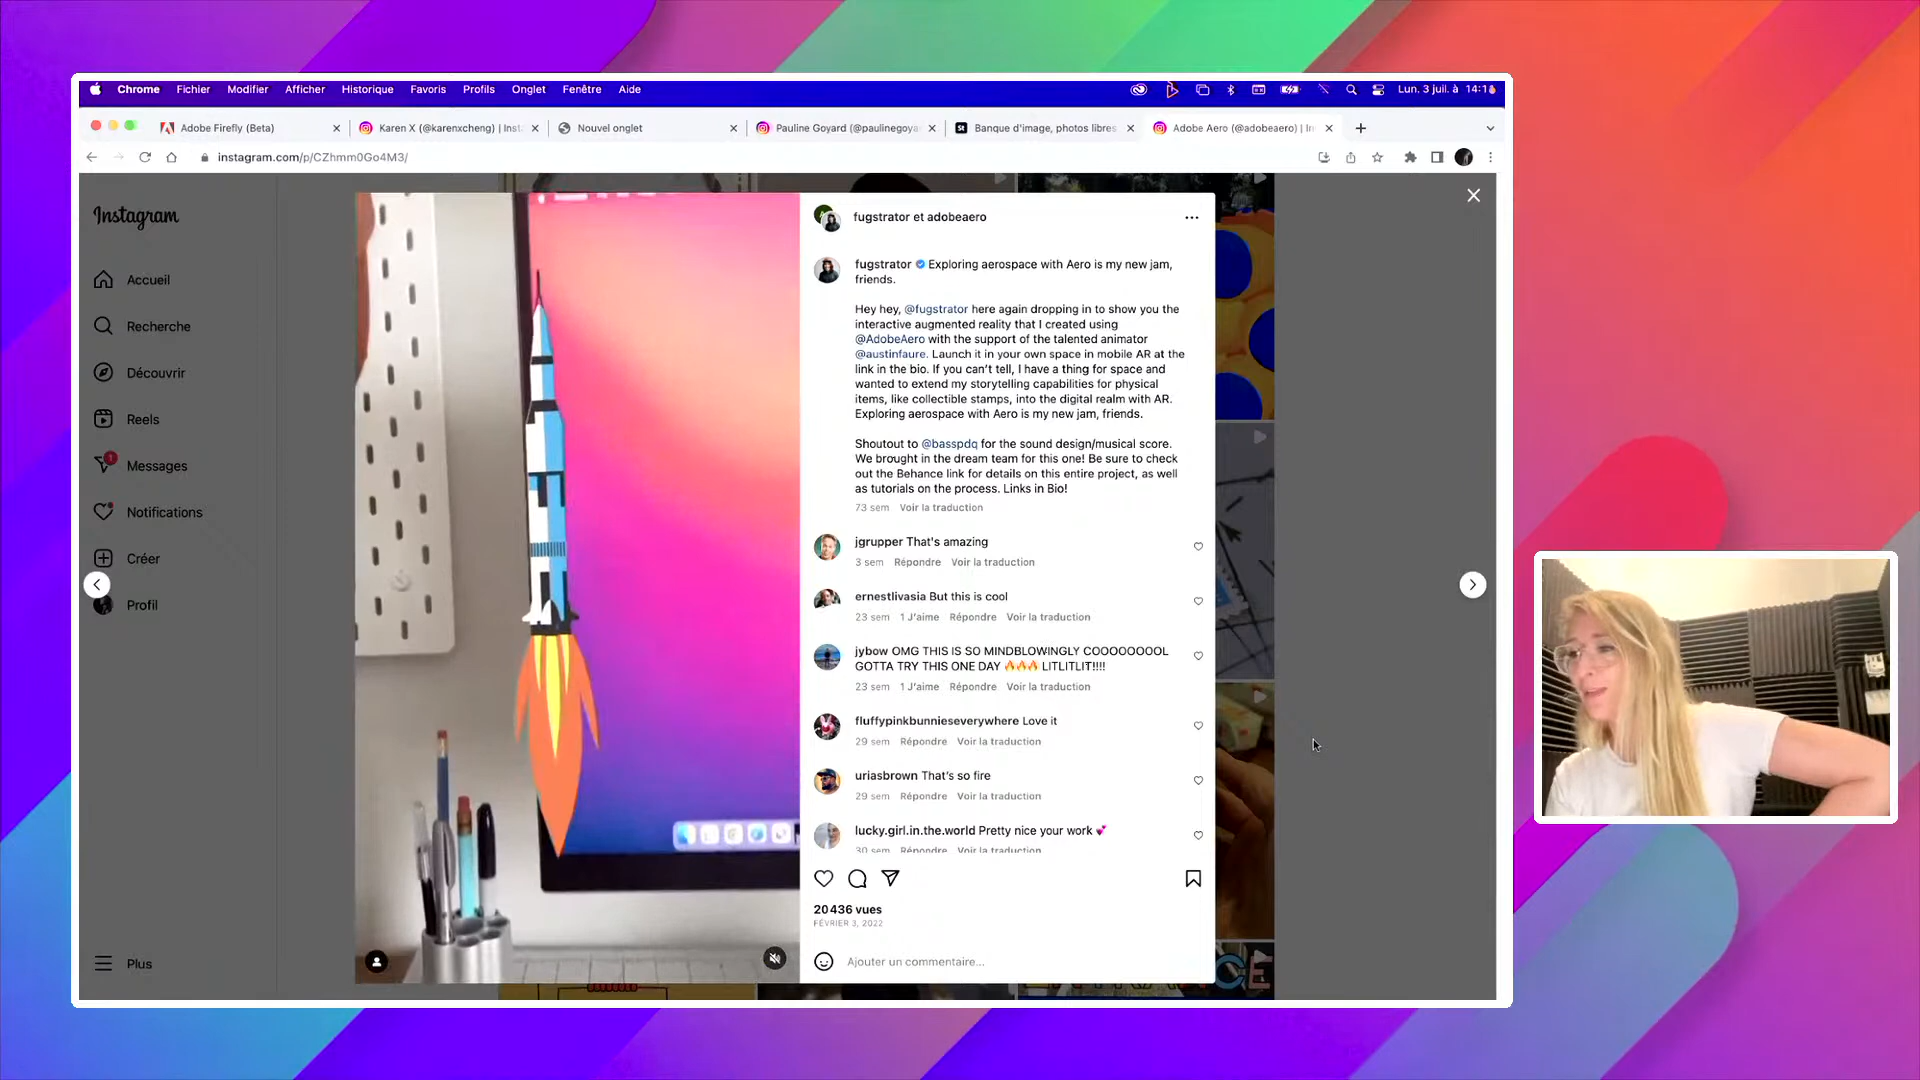 Chrome Fichier Modifier Afficher Historique Favoris Profils Onglet Fenêtre Aide Lun. 3 juil. à 14:1
Adobe Firefly (Beta) Karen X (@karenxcheng) | Inst Nouvel onglet Pauline Goyard (@paulinegoya Banque d'image, photos libres Adobe Aero (@adobeaero) | In
instagram.com/p/CZhmm0Go4M3/
Instagram
Accueil
Recherche
Découvrir
Reels
Messages
1
Notifications
Créer
Profil
Plus
fugstrator et adobeaero
fugstrator Exploring aerospace with Aero is my new jam,
friends.
Hey hey, @fugstrator here again dropping in to show you the
interactive augmented reality that I created using
@AdobeAero with the support of the talented animator
@austinfaure. Launch it in your own space in mobile AR at the
link in the bio. If you can't tell, I have a thing for space and
wanted to extend my storytelling capabilities for physical
items, like collectible stamps, into the digital realm with AR.
Exploring aerospace with Aero is my new jam, friends.
Shoutout to @basspdq for the sound design/musical score.
We brought in the dream team for this one! Be sure to check
out the Behance link for details on this entire project, as well
as tutorials on the process. Links in Bio!
73 sem Voir la traduction
jgrupper That's amazing
3 sem Répondre Voir la traduction
ernestlivasia But this is cool
23 sem 1 J'aime Répondre Voir la traduction
jybow OMG THIS IS SO MINDBLOWINGLY COOOOOOOOL
GOTTA TRY THIS ONE DAY 🔥🔥🔥 LITLITLIT!!!!
23 sem 1 J'aime Répondre Voir la traduction
fluffypinkbunnieseverywhere Love it
29 sem Répondre Voir la traduction
uriasbrown That's so fire
29 sem Répondre Voir la traduction
lucky.girl.in.the.world Pretty nice your work 💕
30 sem Répondre Voir la traduction
20 436 vues
FÉVRIER 3, 2022
Ajouter un commentaire...